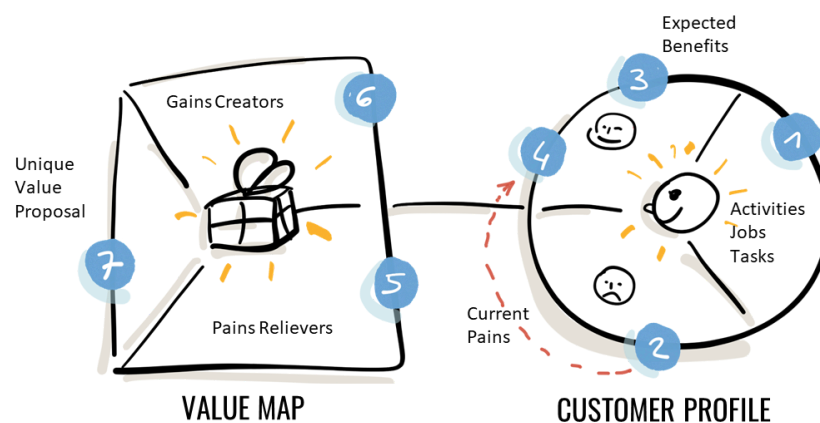 Expected
Benefits
3
6
Gains Creators
1
4
Unique
Value
Proposal
Activities
Jobs
Tasks
7
5
Current
Pains
Pains Relievers
2
VALUE MAP
CUSTOMER PROFILE